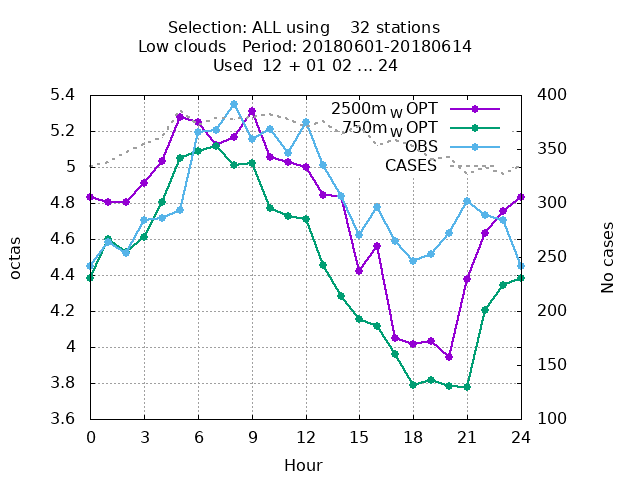 Selection: ALL using    32 stations
Low clouds   Period: 20180601-20180614
Used  12 + 01 02 ... 24
5.4
5.2
5
4.8
4.6
4.4
4.2
4
3.8
3.6
octas
2500m_W OPT
750m_W OPT
OBS
CASES
400
350
300
250
200
150
100
No cases
0 3 6 9 12 15 18 21 24
Hour